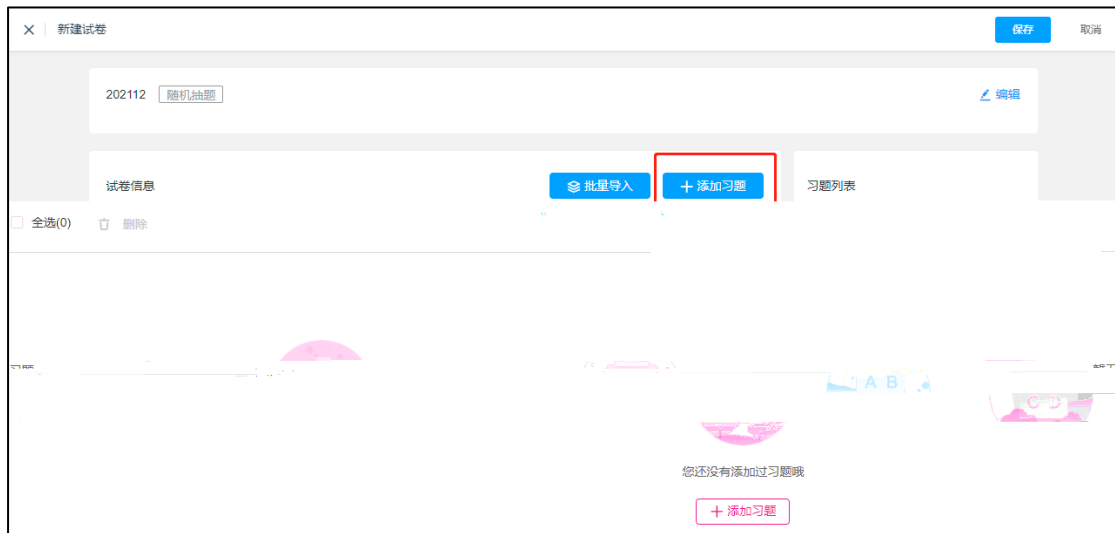 新建试卷
保存 取消
202112 随机抽题 编辑
试卷信息 批量导入 添加习题 习题列表
全选(0) 删除
A B
C D
您还没有添加过习题哦
添加习题